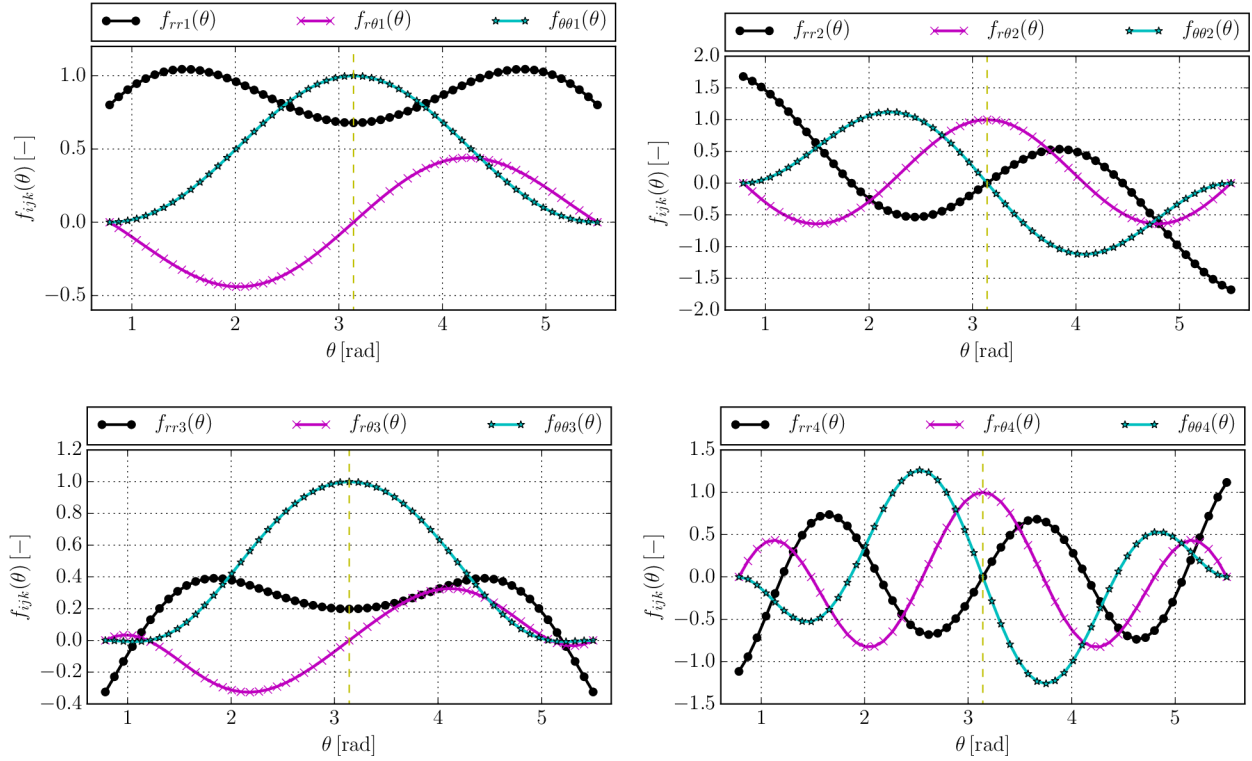 f_{rr1}(θ) f_{rθ1}(θ) f_{θθ1}(θ)
1.0
0.5
0.0
−0.5
f_{ijk}(θ) [−]
1 2 3 4 5
θ [rad]
f_{rr2}(θ) f_{rθ2}(θ) f_{θθ2}(θ)
2.0
1.5
1.0
0.5
0.0
−0.5
−1.0
−1.5
−2.0
f_{ijk}(θ) [−]
1 2 3 4 5
θ [rad]
f_{rr3}(θ) f_{rθ3}(θ) f_{θθ3}(θ)
1.2
1.0
0.8
0.6
0.4
0.2
0.0
−0.2
−0.4
f_{ijk}(θ) [−]
1 2 3 4 5
θ [rad]
f_{rr4}(θ) f_{rθ4}(θ) f_{θθ4}(θ)
1.5
1.0
0.5
0.0
−0.5
−1.0
−1.5
f_{ijk}(θ) [−]
1 2 3 4 5
θ [rad]